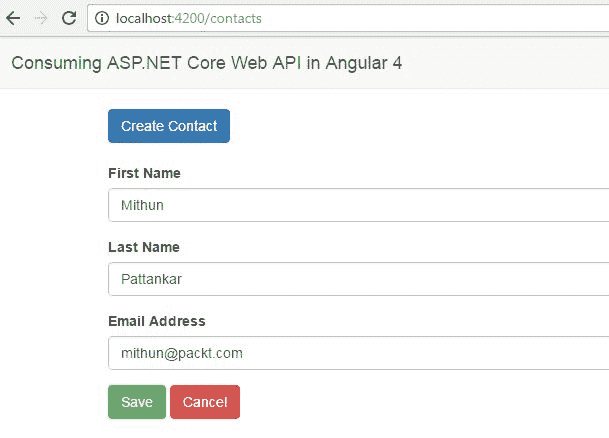 localhost:4200/contacts
Consuming ASP.NET Core Web API in Angular 4
Create Contact
First Name
Mithun
Last Name
Pattankar
Email Address
mithun@packt.com
Save Cancel